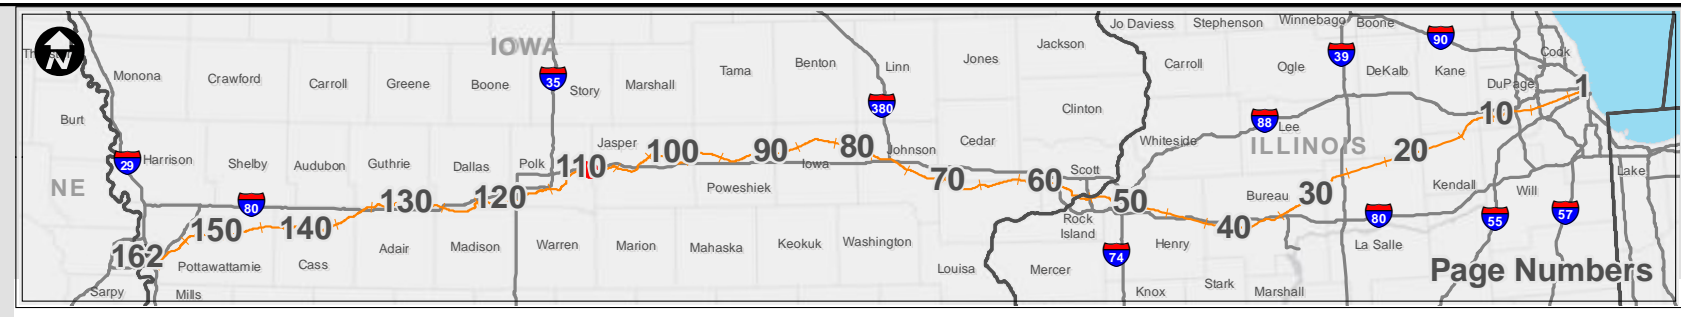 Jo Daviess Stephenson Winnebago Boone
IOWA
Jackson
90
Cook
N
39
Monona Crawford Carroll Greene Boone 35 Story Marshall Tama Benton Linn Jones Carroll Ogle DeKalb Kane
DuPage 1
380
Burt Clinton 10
88 Lee
Whiteside
Jasper 100 90 80 Johnson Cedar ILLINOIS 20
29 Harrison Shelby Audubon Guthrie Dallas Polk 110 Iowa Scott Lake
NE Poweshiek 70 60
80 130 120 50 Bureau 30 Kendall Will
150 140 Rock
Island
40 80 55 57
162 Adair Madison Warren Marion Mahaska Keokuk Washington Henry La Salle
74
Pottawattamie Cass Louisa Mercer Page Numbers
Sarpy Mills Knox Stark Marshall